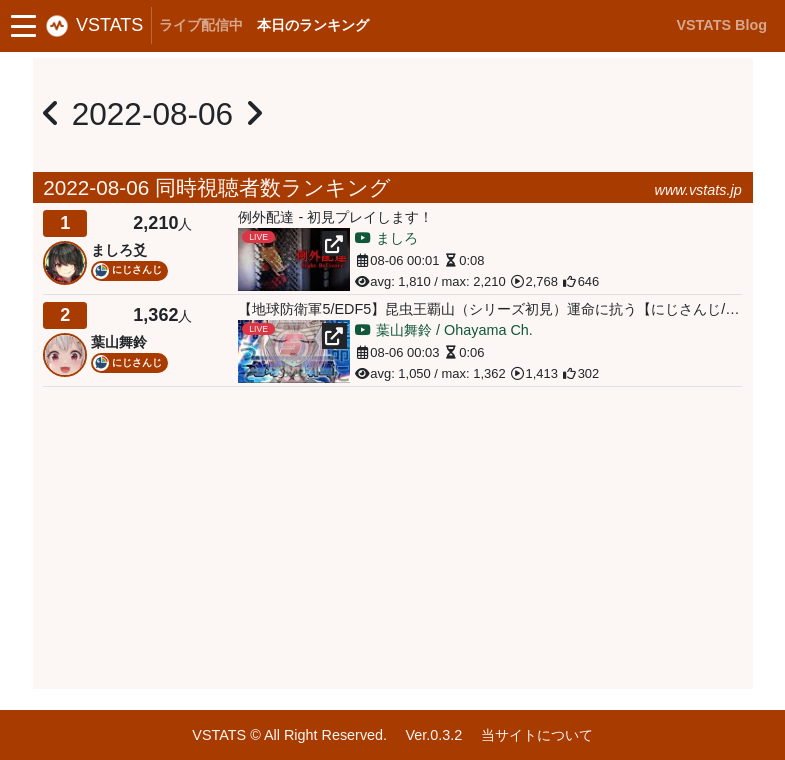 VSTATS ライブ配信中 本日のランキング VSTATS Blog
2022-08-06
2022-08-06 同時視聴者数ランキング www.vstats.jp
1 2,210人
ましろ爻
にじさんじ
例外配達 - 初見プレイします！
LIVE
例外配達
ましろ
08-06 00:01 0:08
avg: 1,810 / max: 2,210 2,768 646
2 1,362人
葉山舞鈴
にじさんじ
【地球防衛軍5/EDF5】昆虫王覇山（シリーズ初見）運命に抗う【にじさんじ/…
LIVE
葉山舞鈴 / Ohayama Ch.
08-06 00:03 0:06
avg: 1,050 / max: 1,362 1,413 302
VSTATS © All Right Reserved. Ver.0.3.2 当サイトについて